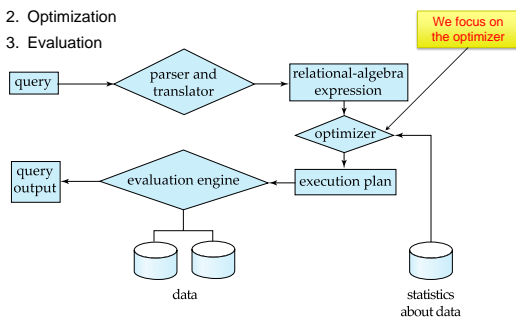 2. Optimization
3. Evaluation
We focus on
the optimizer
query
parser and
translator
relational-algebra
expression
optimizer
query
output
evaluation engine
execution plan
data
statistics
about data